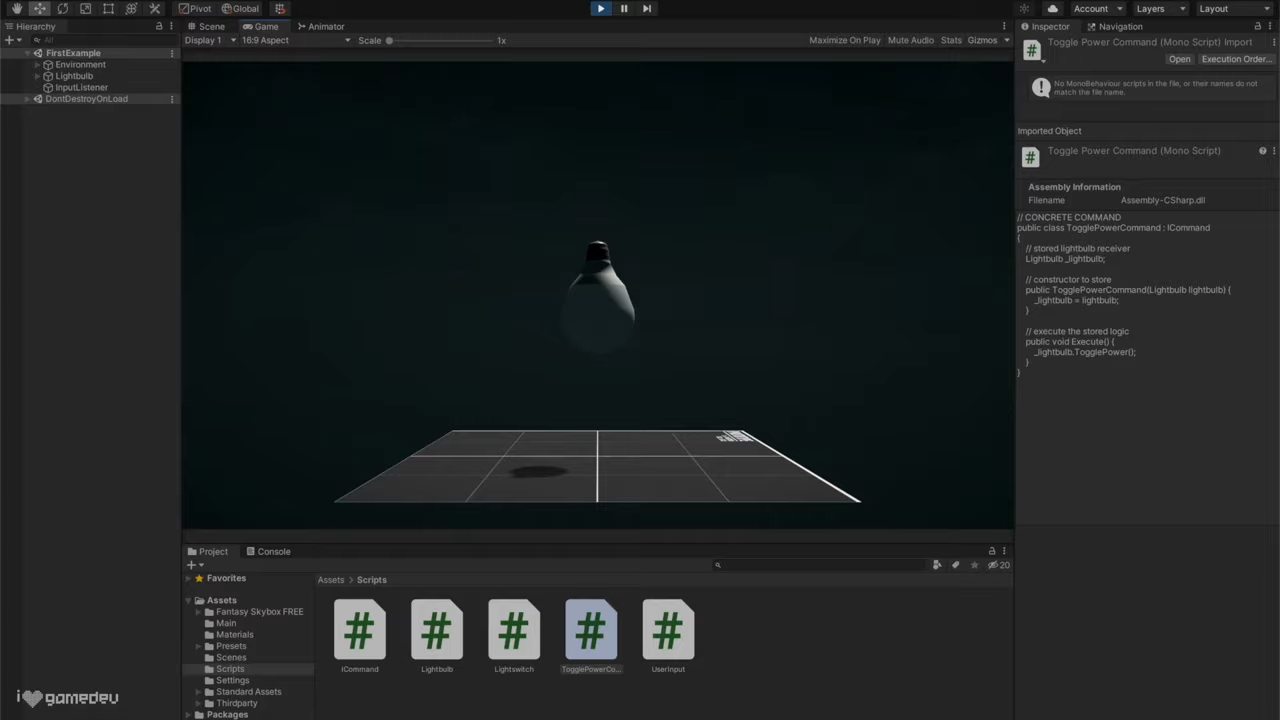 Pivot
Global
Account
Layers
Layout
Hierarchy
Scene
Game
Animator
Inspector
Navigation
All
Display 1
16:9 Aspect
Scale
1x
Maximize On Play
Mute Audio
Stats
Gizmos
FirstExample
Environment
Lightbulb
InputListener
DontDestroyOnLoad
Toggle Power Command (Mono Script) Import
Open
Execution Order...
No MonoBehaviour scripts in the file, or their names do
not match the file name.
Imported Object
Toggle Power Command (Mono Script)
Assembly Information
Filename
Assembly-CSharp.dll
// CONCRETE COMMAND
public class TogglePowerCommand : ICommand
{
// stored lightbulb receiver
Lightbulb _lightbulb;
// constructor to store
public TogglePowerCommand(Lightbulb lightbulb) {
_lightbulb = lightbulb;
}
// execute the stored logic
public void Execute() {
_lightbulb.TogglePower();
}
}
Project
Console
20
Favorites
Assets
Fantasy Skybox FREE
Main
Materials
Presets
Scenes
Scripts
Settings
Standard Assets
Thirdparty
Packages
Assets > Scripts
ICommand
Lightbulb
Lightswitch
TogglePowerCo...
UserInput
i gamedev